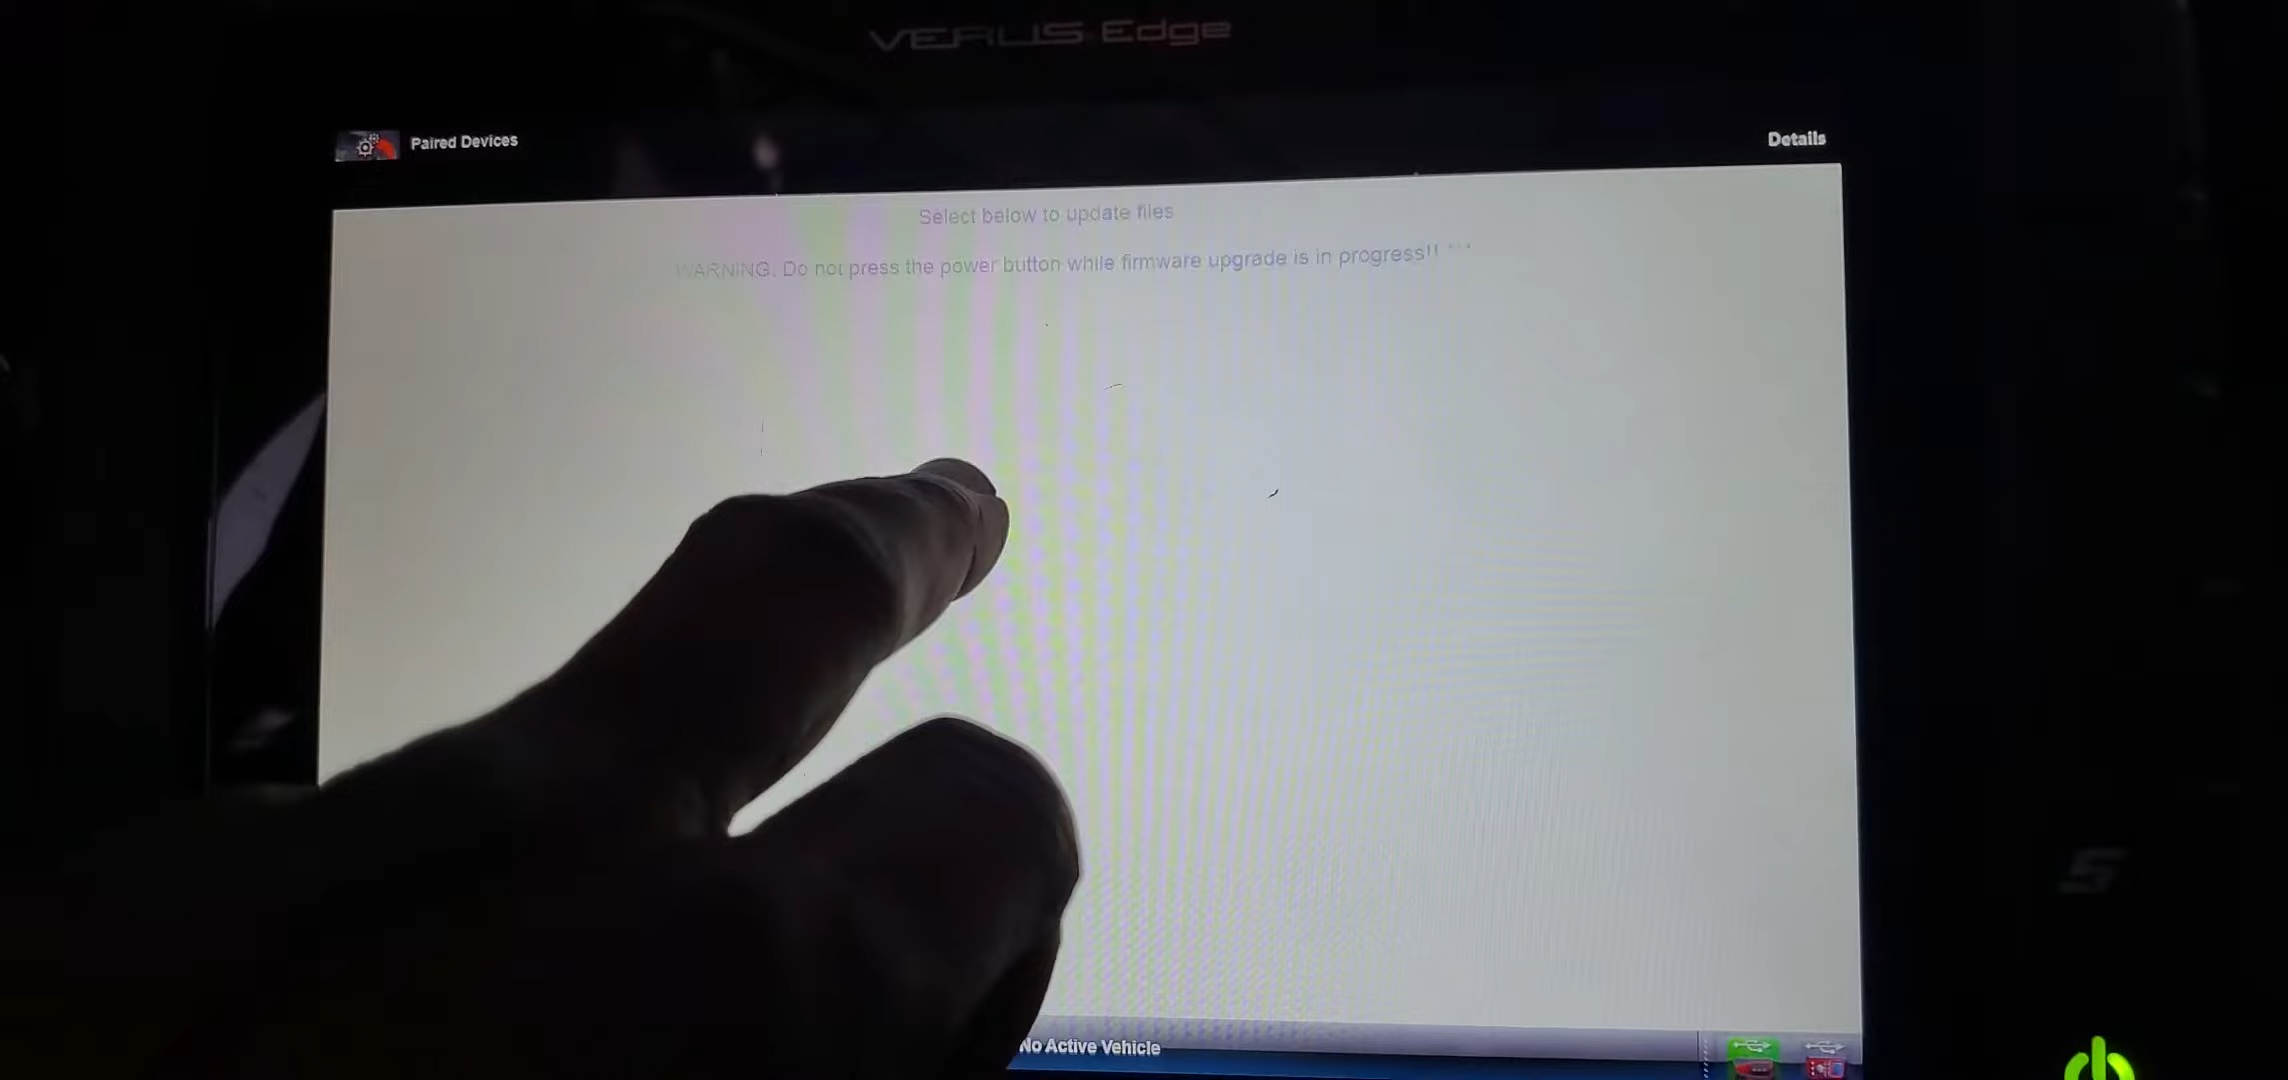 VERUS Edge
Paired Devices
Details
Select below to update files
WARNING. Do not press the power button while firmware upgrade is in progress!! ***
No Active Vehicle